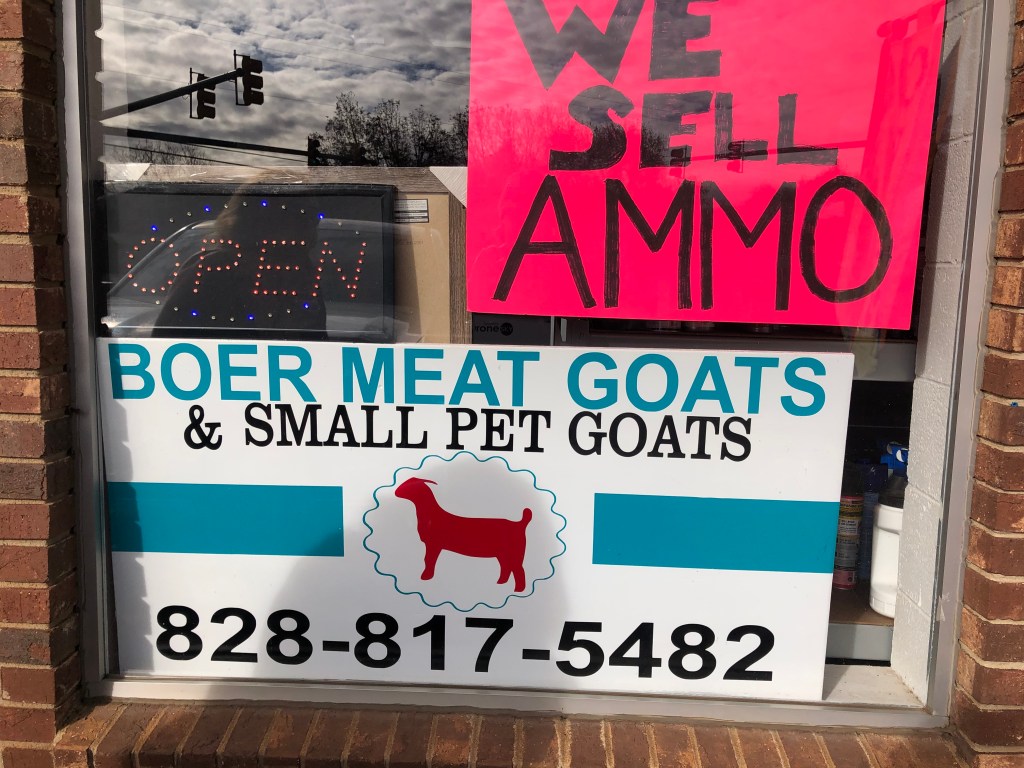 WE
SELL
AMMO
OPEN
BOER MEAT GOATS
& SMALL PET GOATS
828-817-5482